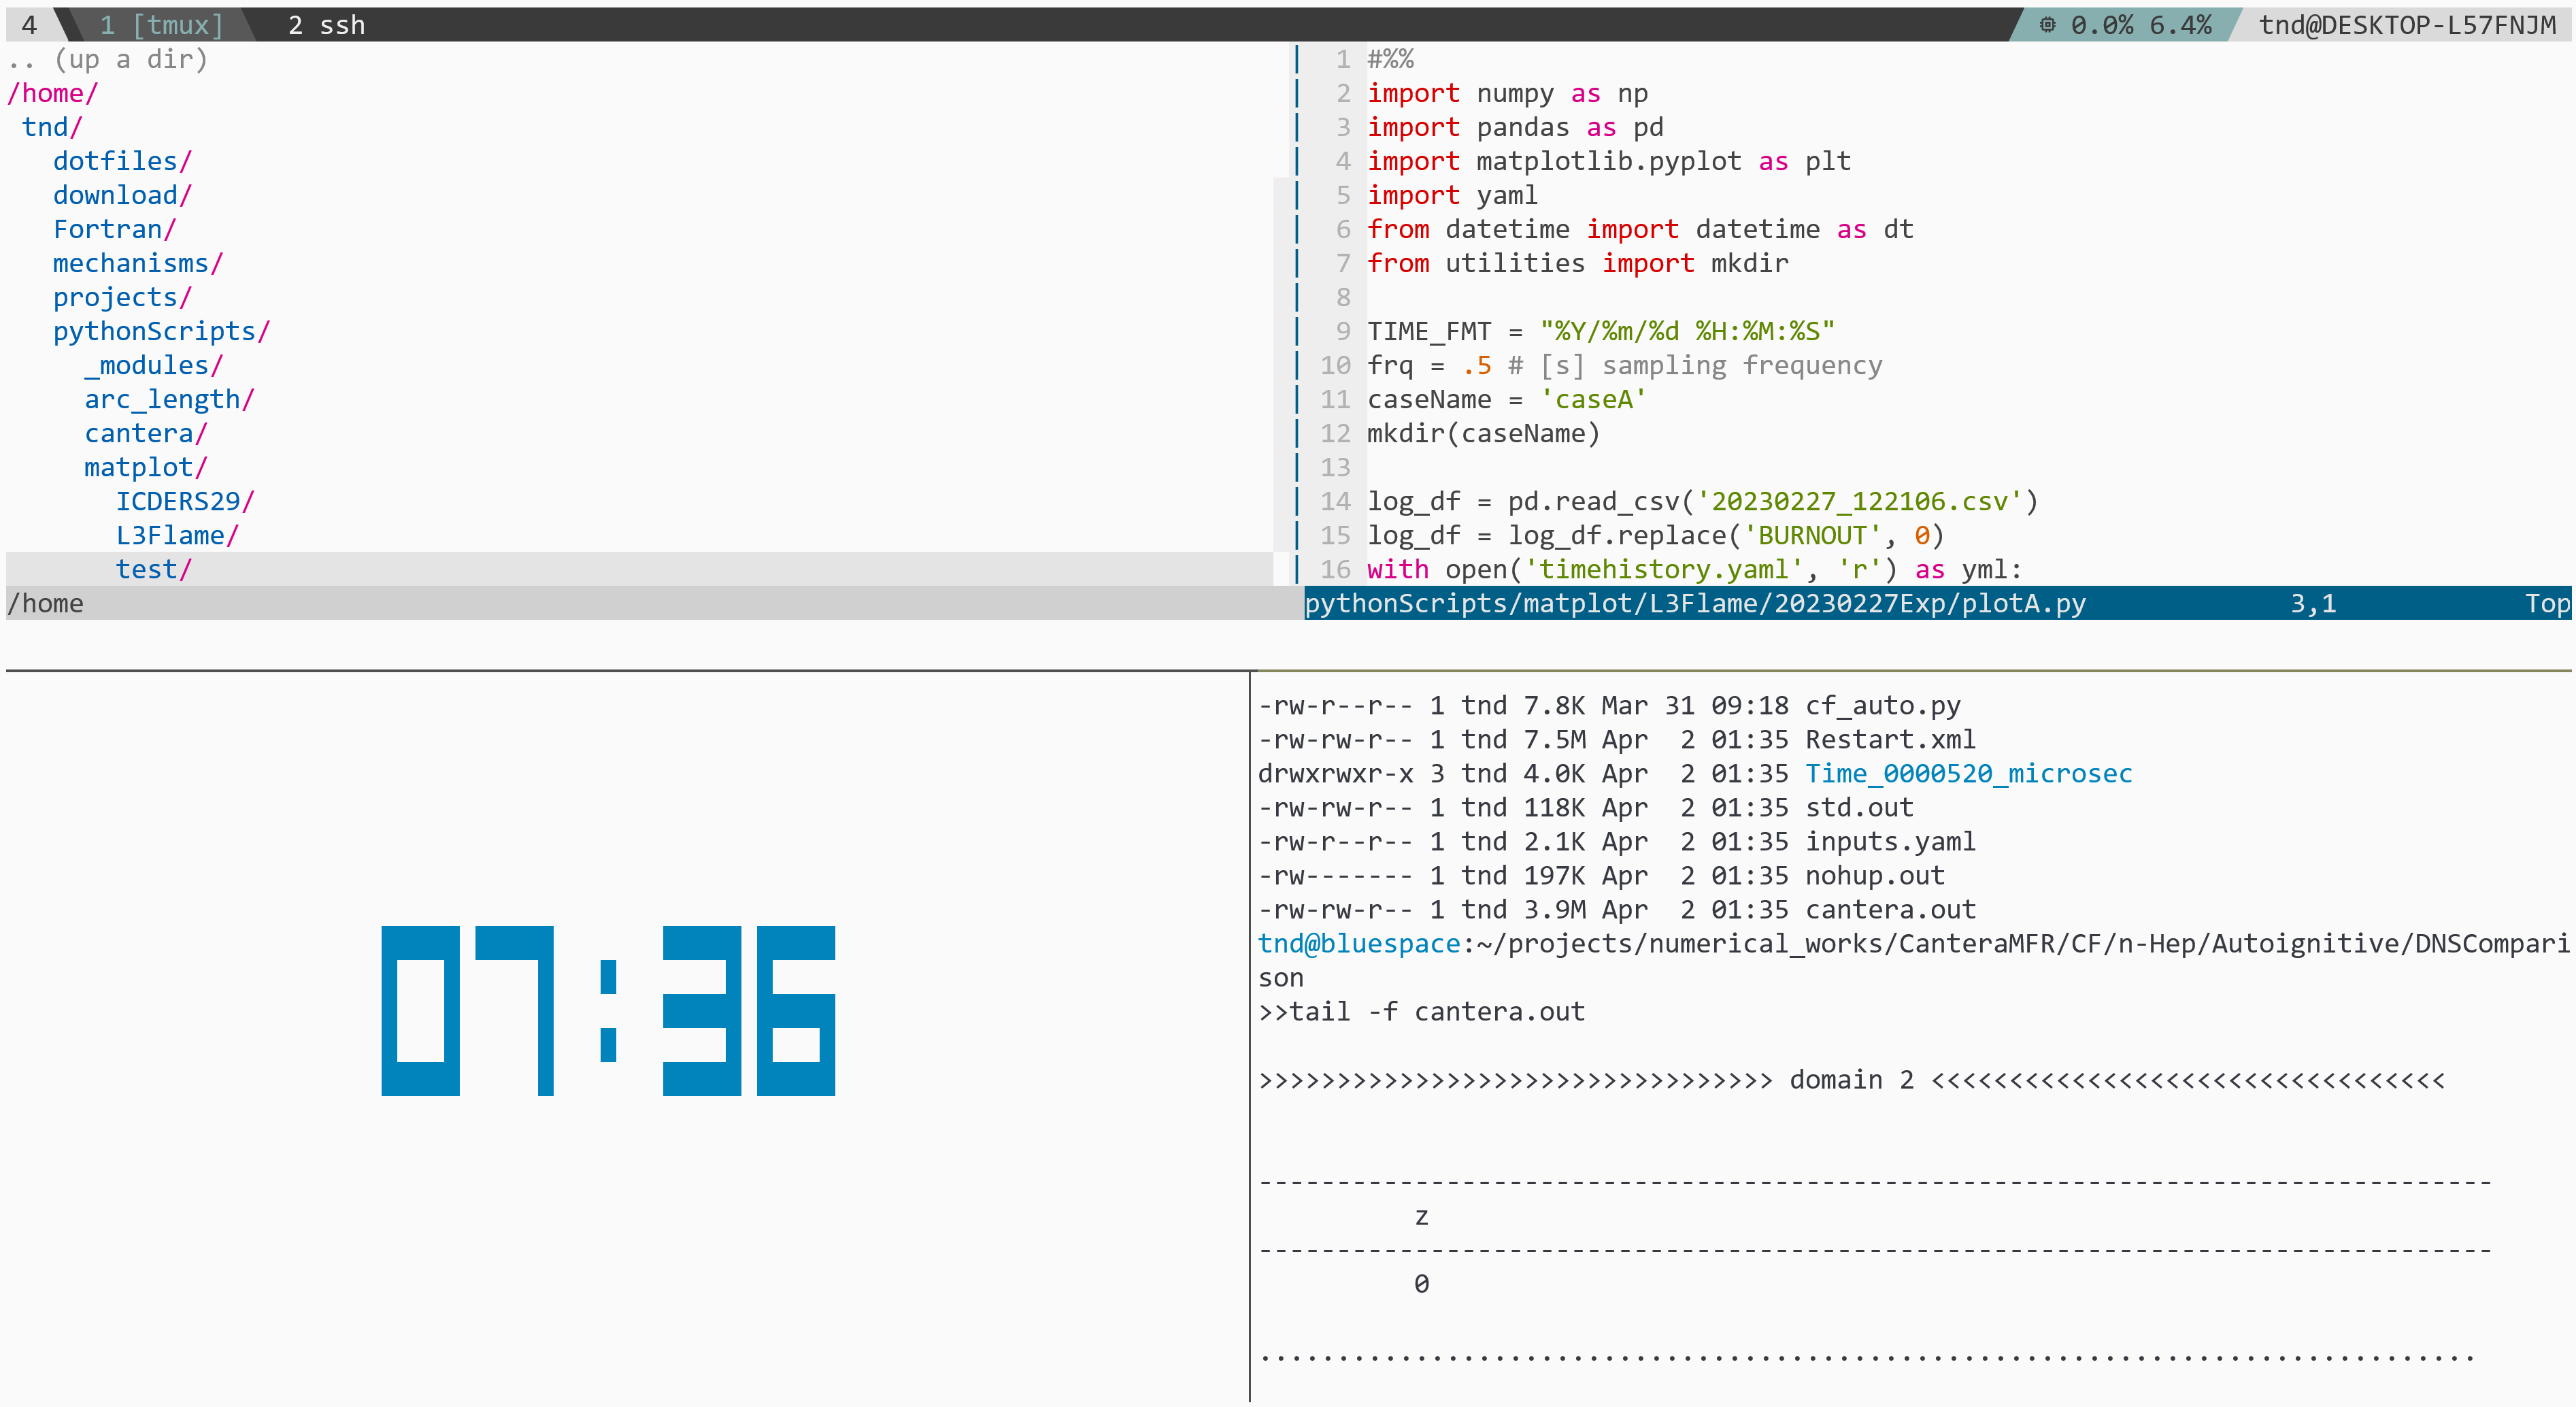 4 1 [tmux] 2 ssh 0.0% 6.4% tnd@DESKTOP-L57FNJM
.. (up a dir)
/home/
tnd/
dotfiles/
download/
Fortran/
mechanisms/
projects/
pythonScripts/
_modules/
arc_length/
cantera/
matplot/
ICDERS29/
L3Flame/
test/
/home
1 #%%
2 import numpy as np
3 import pandas as pd
4 import matplotlib.pyplot as plt
5 import yaml
6 from datetime import datetime as dt
7 from utilities import mkdir
8
9 TIME_FMT = "%Y/%m/%d %H:%M:%S"
10 frq = .5 # [s] sampling frequency
11 caseName = 'caseA'
12 mkdir(caseName)
13
14 log_df = pd.read_csv('20230227_122106.csv')
15 log_df = log_df.replace('BURNOUT', 0)
16 with open('timehistory.yaml', 'r') as yml:
pythonScripts/matplot/L3Flame/20230227Exp/plotA.py 3,1 Top
07:36
-rw-r--r-- 1 tnd 7.8K Mar 31 09:18 cf_auto.py
-rw-rw-r-- 1 tnd 7.5M Apr  2 01:35 Restart.xml
drwxrwxr-x 3 tnd 4.0K Apr  2 01:35 Time_0000520_microsec
-rw-rw-r-- 1 tnd 118K Apr  2 01:35 std.out
-rw-r--r-- 1 tnd 2.1K Apr  2 01:35 inputs.yaml
-rw------- 1 tnd 197K Apr  2 01:35 nohup.out
-rw-rw-r-- 1 tnd 3.9M Apr  2 01:35 cantera.out
tnd@bluespace:~/projects/numerical_works/CanteraMFR/CF/n-Hep/Autoignitive/DNSCompari
son
>>tail -f cantera.out
>>>>>>>>>>>>>>>>>>>>>>>>>>>>>>>>> domain 2 <<<<<<<<<<<<<<<<<<<<<<<<<<<<<<<<<
-------------------------------------------------------------------------------
z
-------------------------------------------------------------------------------
0
..............................................................................